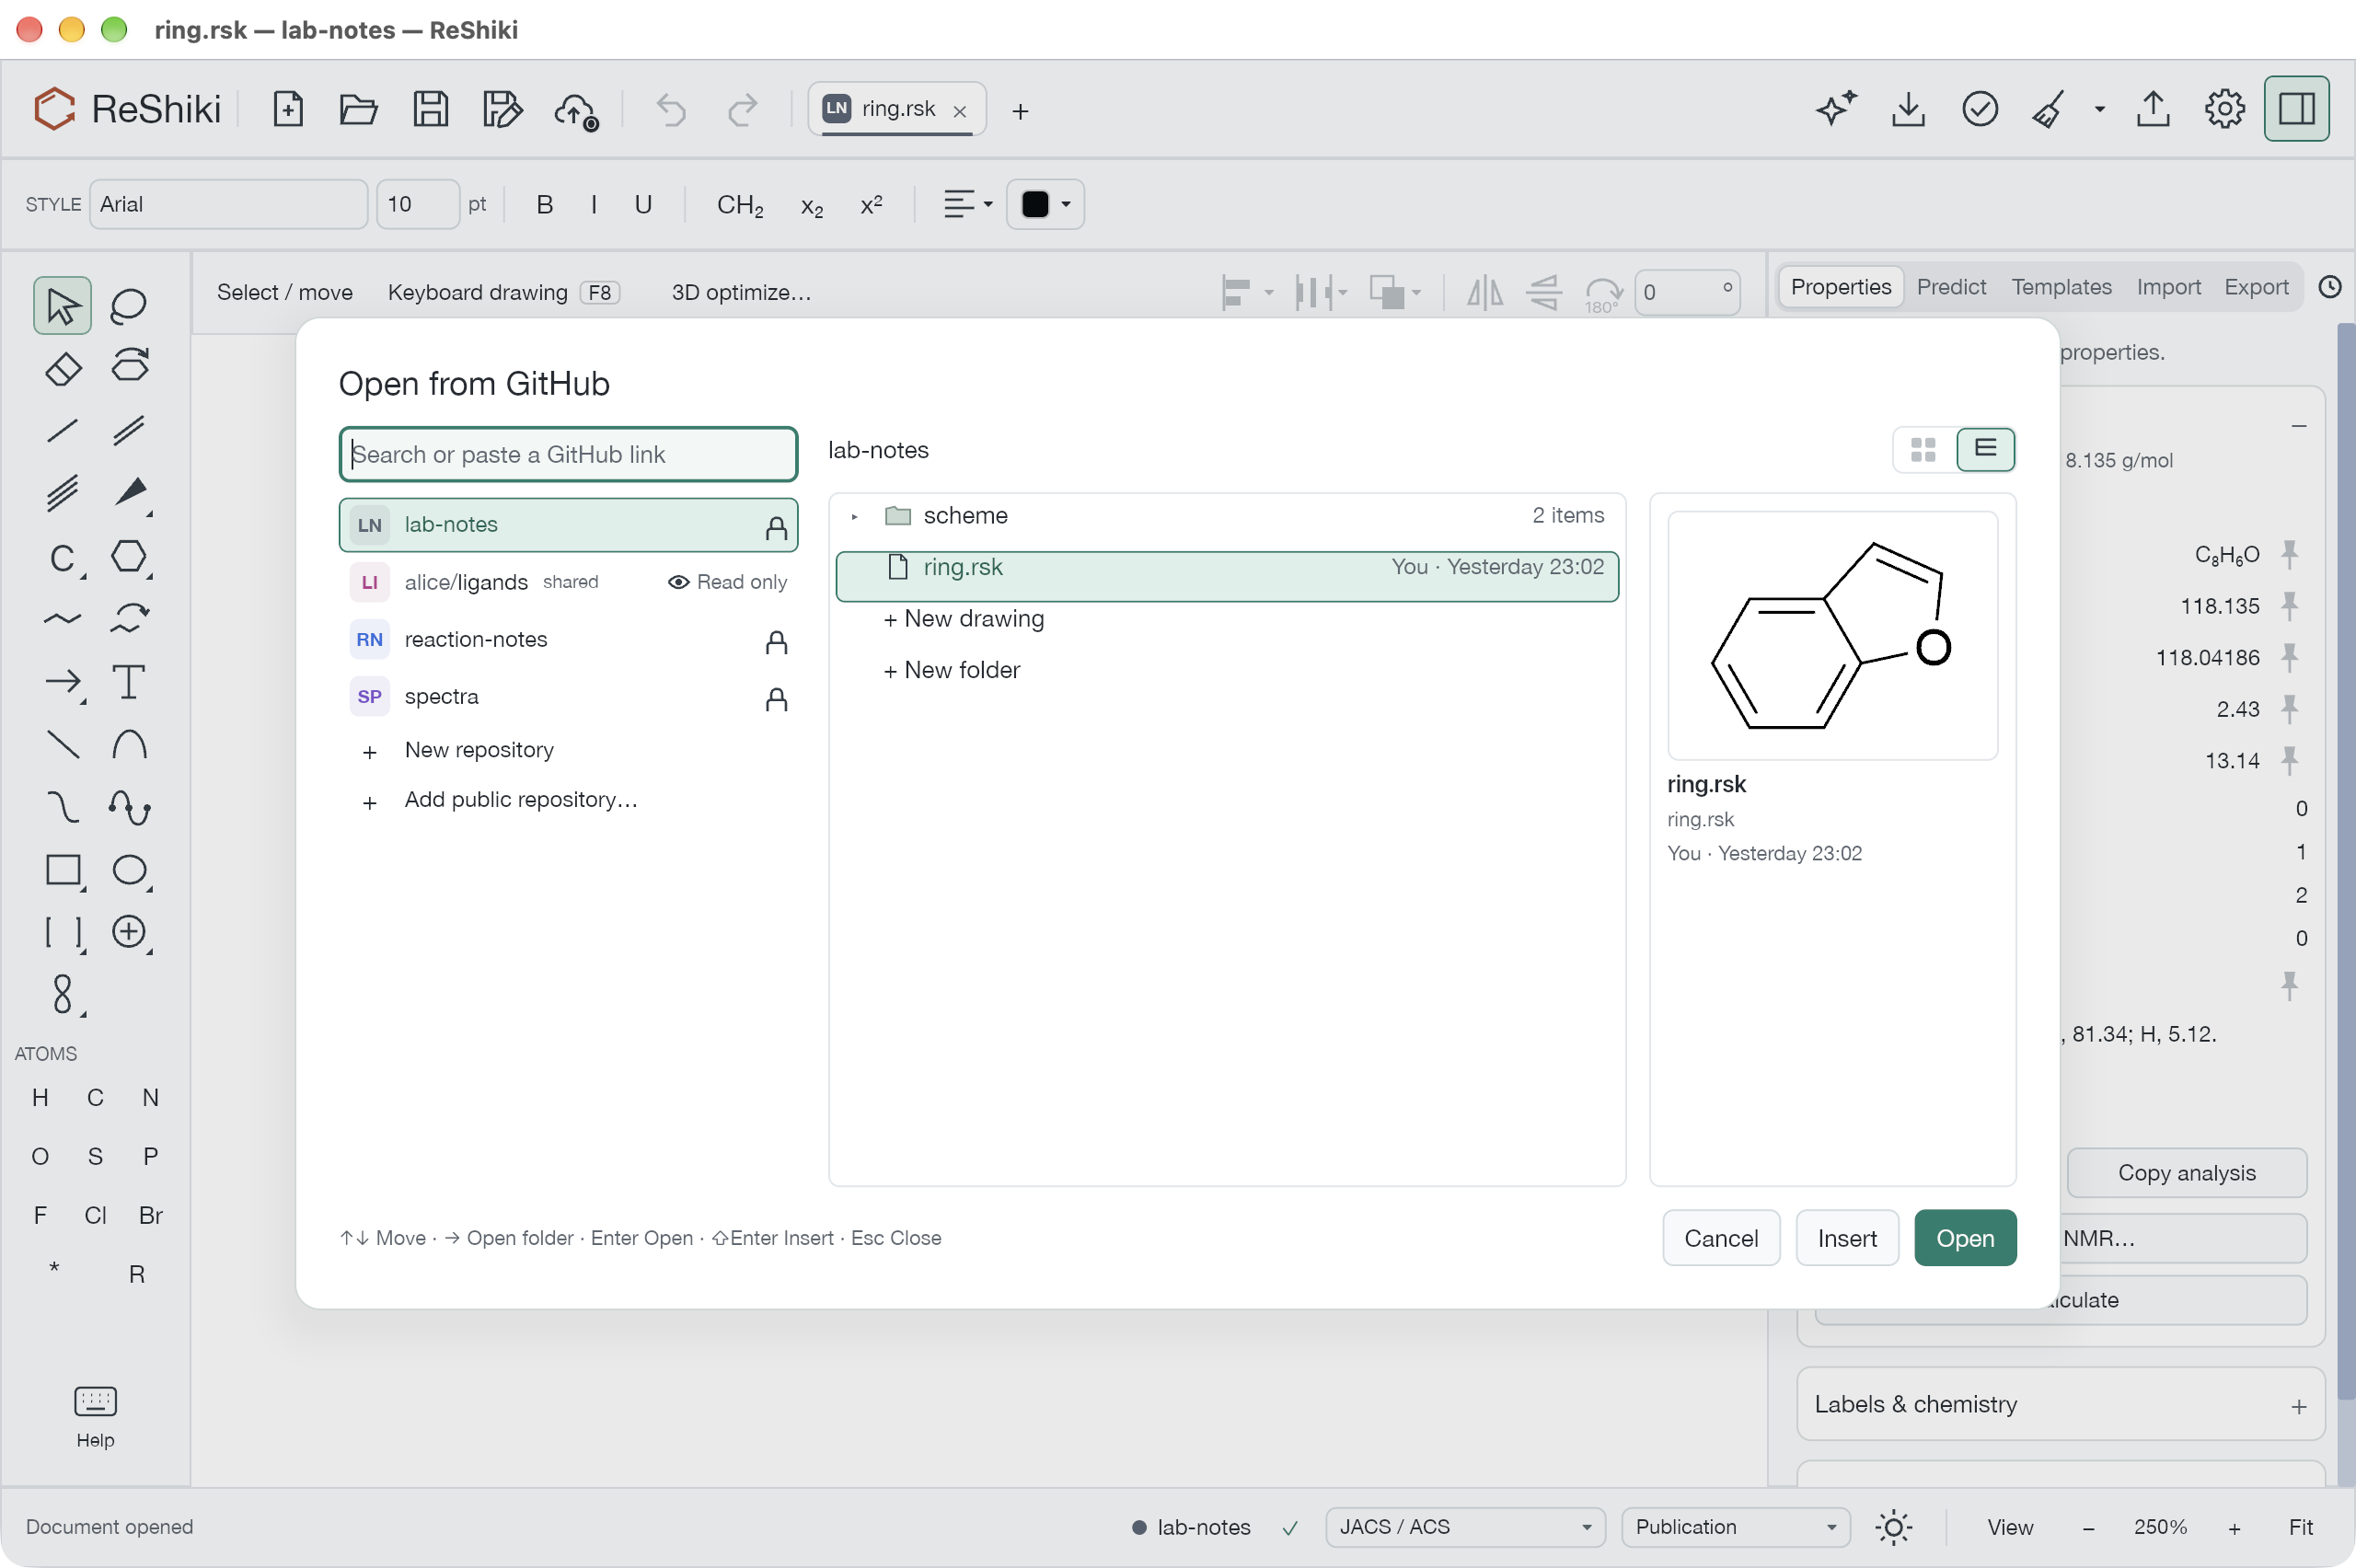 ring.rsk — lab-notes — ReShiki
ReShiki
LN ring.rsk × +
STYLE Arial 10 pt B I U CH₂ x₂ x²
Select / move Keyboard drawing F8 3D optimize... 180° 0 °
Properties Predict Templates Import Export
properties.
8.135 g/mol
C₈H₆O
118.135
118.04186
2.43
13.14
0
1
2
0
, 81.34; H, 5.12.
Copy analysis
NMR...
lculate
Labels & chemistry +
C
T
[ ]
ATOMS
H C N
O S P
F Cl Br
* R
Help
Open from GitHub
Search or paste a GitHub link
LN lab-notes
LI alice/ligands shared Read only
RN reaction-notes
SP spectra
+ New repository
+ Add public repository...
lab-notes
scheme 2 items
ring.rsk You · Yesterday 23:02
+ New drawing
+ New folder
O
ring.rsk
ring.rsk
You · Yesterday 23:02
↑↓ Move · → Open folder · Enter Open · ⇧Enter Insert · Esc Close
Cancel Insert Open
Document opened
lab-notes ✓ JACS / ACS Publication View − 250% + Fit